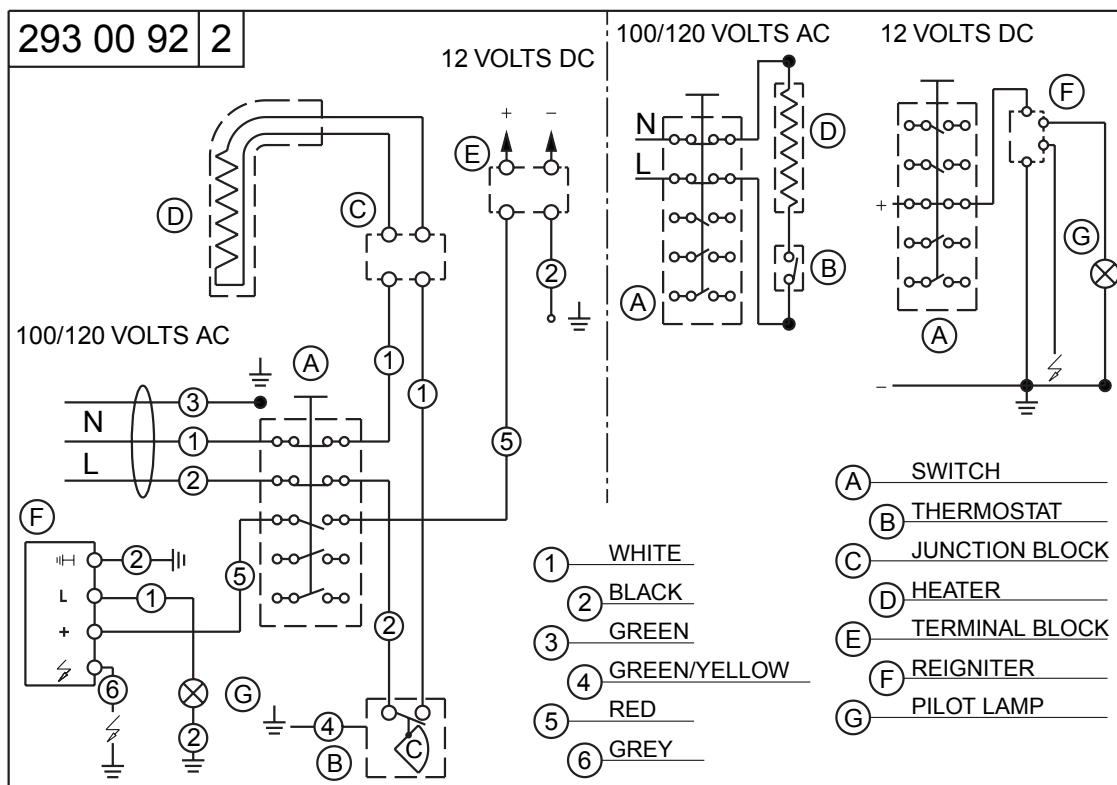 293 00 92 2
12 VOLTS DC
+ −
E
D
C
2
100/120 VOLTS AC
A
1
1
3
N
1
L
2
5
F
2
L
1
5
+
2
6
G
2
4
B
C
100/120 VOLTS AC
N
L
D
B
A
12 VOLTS DC
F
+
G
A
−
1 WHITE
2 BLACK
3 GREEN
4 GREEN/YELLOW
5 RED
6 GREY
A SWITCH
B THERMOSTAT
C JUNCTION BLOCK
D HEATER
E TERMINAL BLOCK
F REIGNITER
G PILOT LAMP